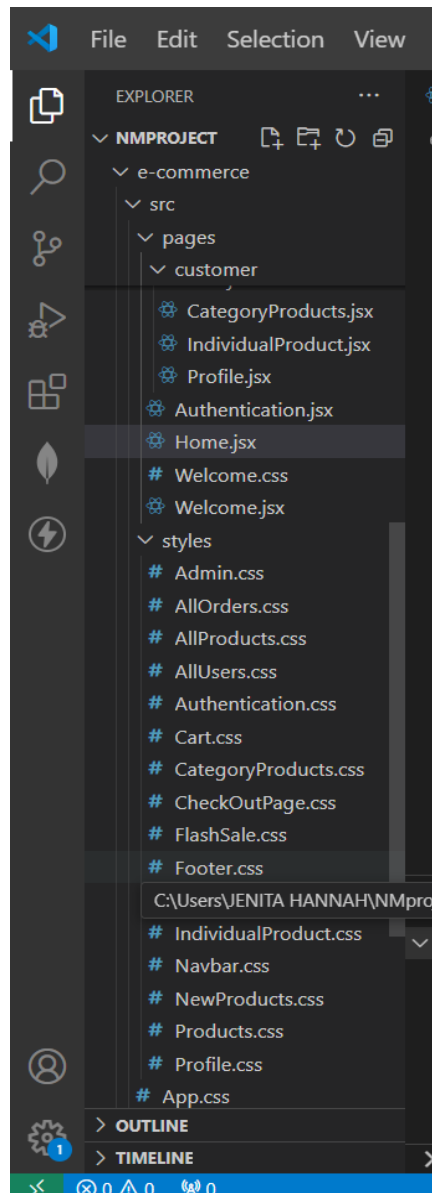 File Edit Selection View
EXPLORER ...
NMPROJECT
e-commerce
src
pages
customer
CategoryProducts.jsx
IndividualProduct.jsx
Profile.jsx
Authentication.jsx
Home.jsx
# Welcome.css
Welcome.jsx
styles
# Admin.css
# AllOrders.css
# AllProducts.css
# AllUsers.css
# Authentication.css
# Cart.css
# CategoryProducts.css
# CheckOutPage.css
# FlashSale.css
# Footer.css
C:\Users\JENITA HANNAH\NMpro
# IndividualProduct.css
# Navbar.css
# NewProducts.css
# Products.css
# Profile.css
# App.css
OUTLINE
1
TIMELINE
0 0 0